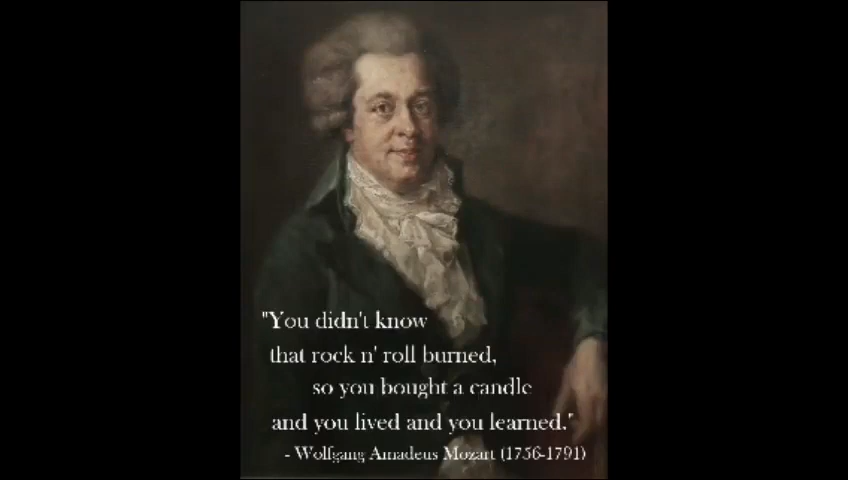 "You didn't know
that rock n' roll burned,
so you bought a candle
and you lived and you learned."
- Wolfgang Amadeus Mozart (1756-1791)